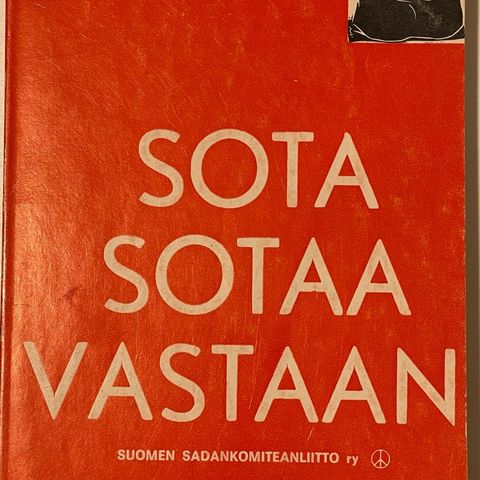 SOTA
SOTAA
VASTAAN
SUOMEN SADANKOMITEANLIITTO ry